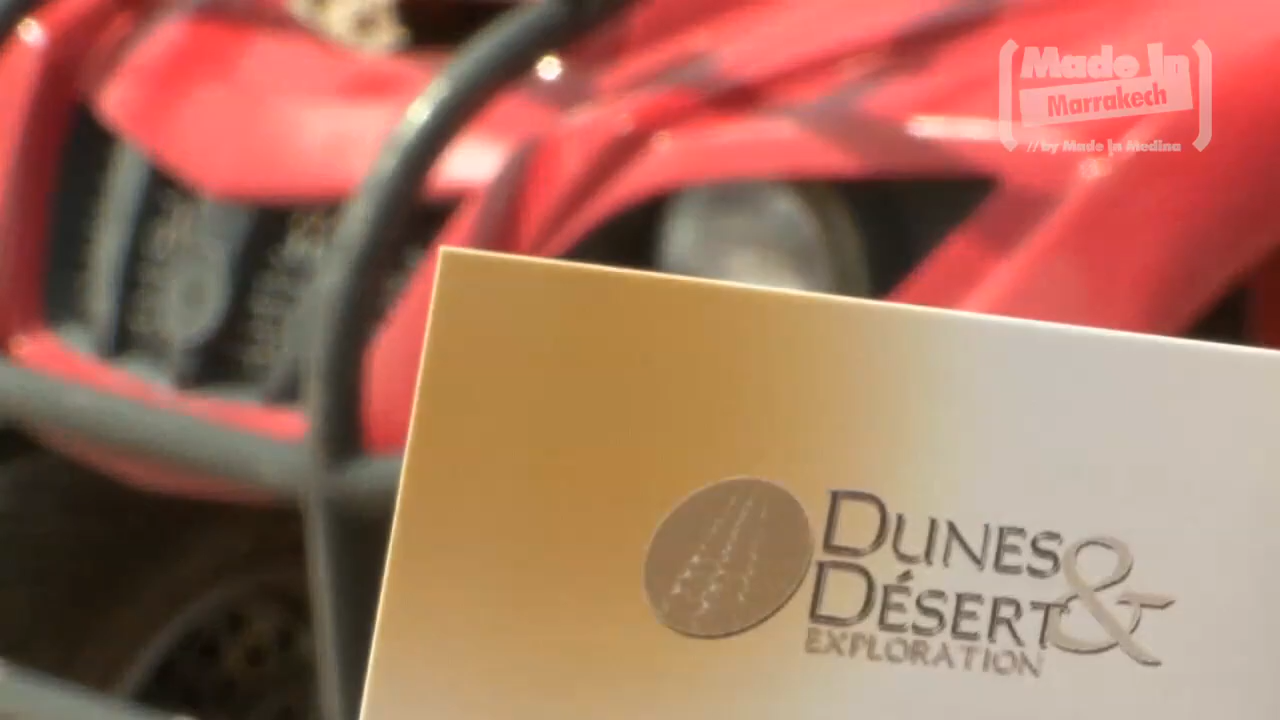 Made In
Marrakech
// by Made In Medina
DUNES &
DÉSERT
EXPLORATION